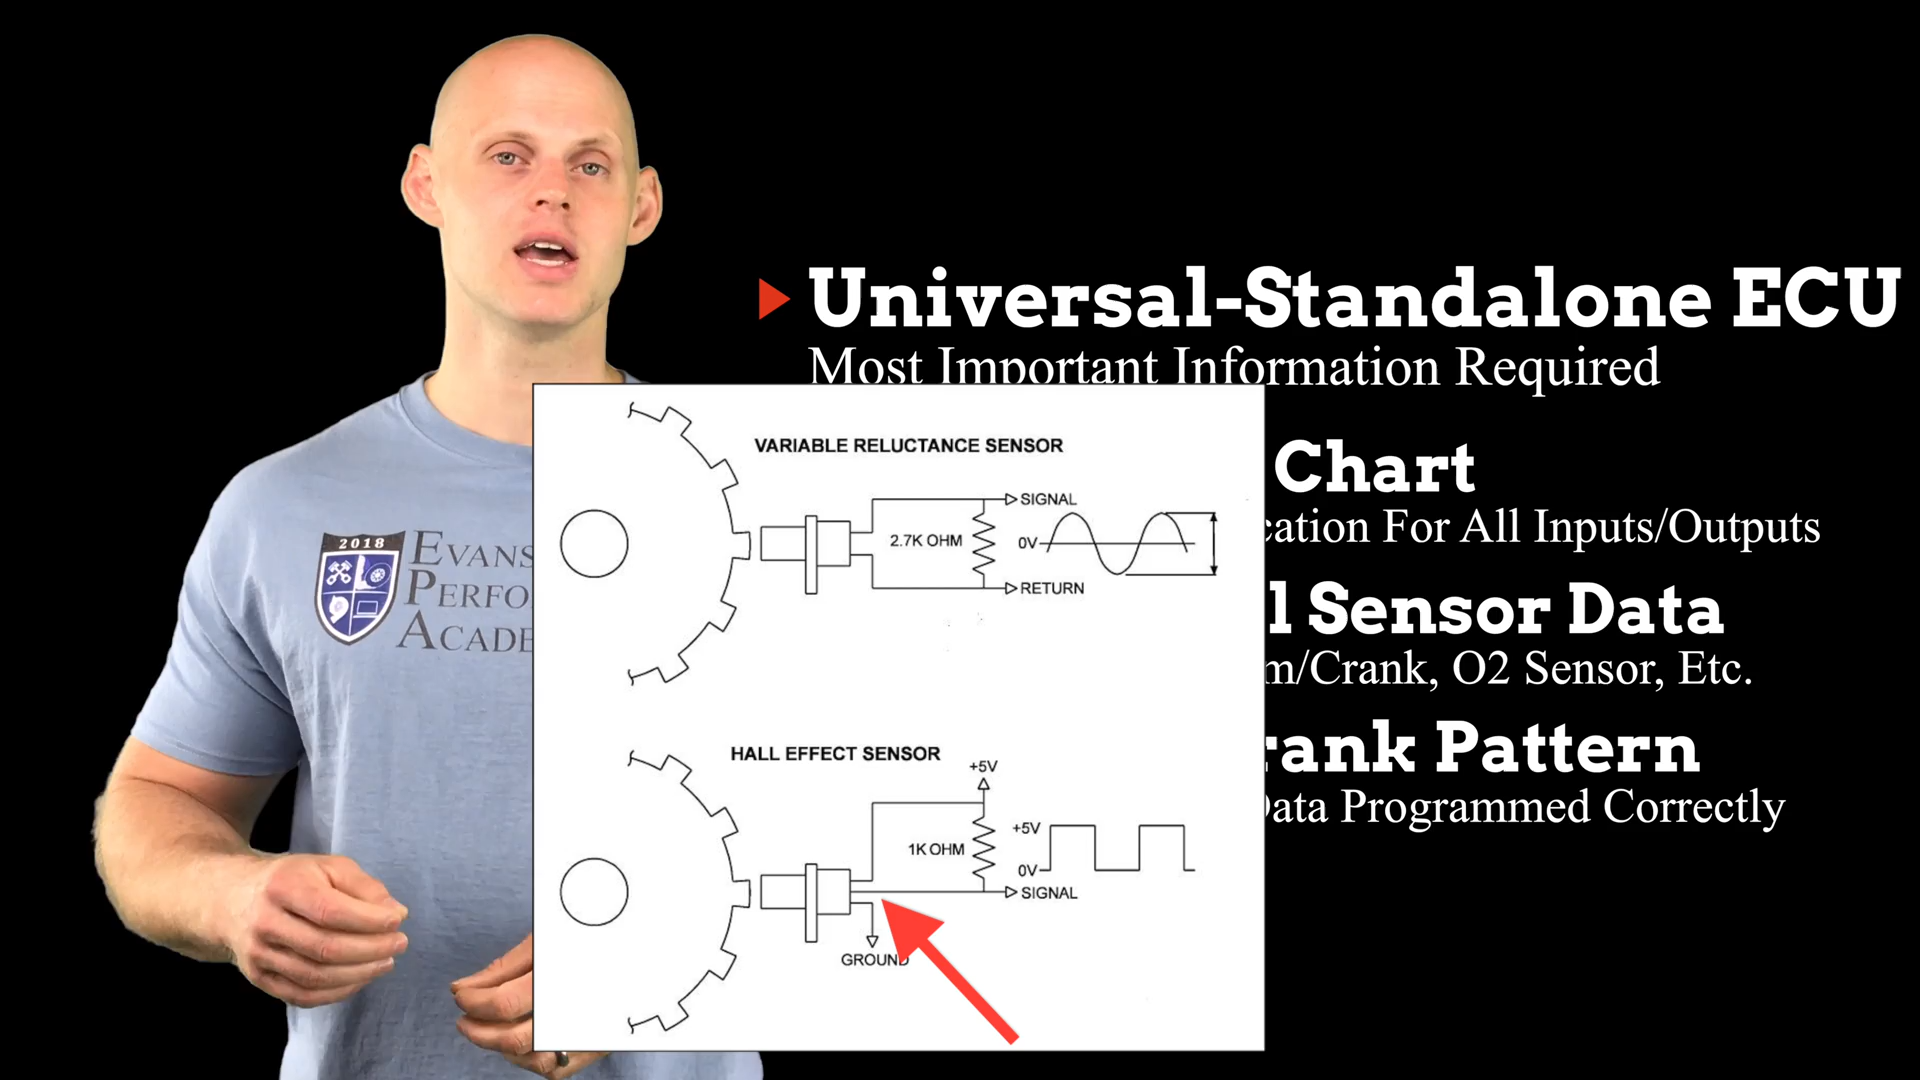 Universal-Standalone ECU
Most Important Information Required
Chart
cation For All Inputs/Outputs
l Sensor Data
m/Crank, O2 Sensor, Etc.
rank Pattern
Data Programmed Correctly
2018
EVANS
PERFO
ACADE
VARIABLE RELUCTANCE SENSOR
SIGNAL
2.7K OHM
0V
RETURN
HALL EFFECT SENSOR
+5V
+5V
1K OHM
0V
SIGNAL
GROUND